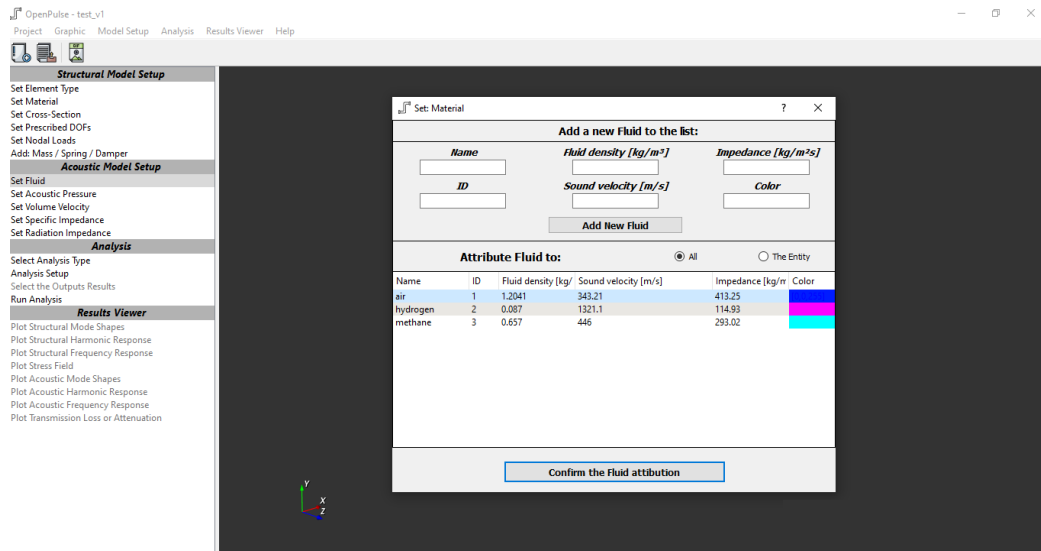 OpenPulse - test_v1
Project Graphic Model Setup Analysis Results Viewer Help
Structural Model Setup
Set Element Type
Set Material
Set Cross-Section
Set Prescribed DOFs
Set Nodal Loads
Add: Mass / Spring / Damper
Acoustic Model Setup
Set Fluid
Set Acoustic Pressure
Set Volume Velocity
Set Specific Impedance
Set Radiation Impedance
Analysis
Select Analysis Type
Analysis Setup
Select the Outputs Results
Run Analysis
Results Viewer
Plot Structural Mode Shapes
Plot Structural Harmonic Response
Plot Structural Frequency Response
Plot Stress Field
Plot Acoustic Mode Shapes
Plot Acoustic Harmonic Response
Plot Acoustic Frequency Response
Plot Transmission Loss or Attenuation
Set: Material ?
Add a new Fluid to the list:
Name Fluid density [kg/m³] Impedance [kg/m²s]
ID Sound velocity [m/s] Color
Add New Fluid
Attribute Fluid to: All The Entity
Name ID Fluid density [kg/ Sound velocity [m/s] Impedance [kg/m Color
air 1 1.2041 343.21 413.25
hydrogen 2 0.087 1321.1 114.93
methane 3 0.657 446 293.02
Confirm the Fluid attibution
Y
X
Z